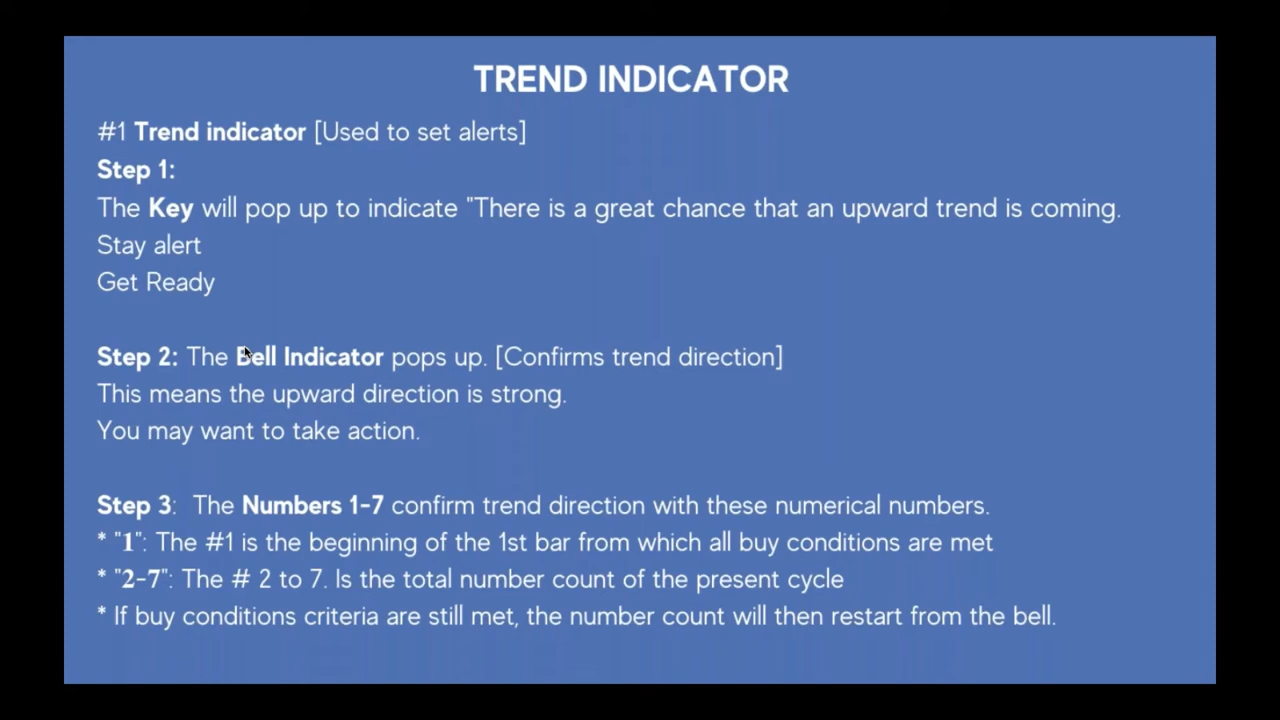 TREND INDICATOR
#1 Trend indicator [Used to set alerts]
Step 1:
The Key will pop up to indicate "There is a great chance that an upward trend is coming.
Stay alert
Get Ready
Step 2: The Bell Indicator pops up. [Confirms trend direction]
This means the upward direction is strong.
You may want to take action.
Step 3:  The Numbers 1-7 confirm trend direction with these numerical numbers.
* "1": The #1 is the beginning of the 1st bar from which all buy conditions are met
* "2-7": The # 2 to 7. Is the total number count of the present cycle
* If buy conditions criteria are still met, the number count will then restart from the bell.